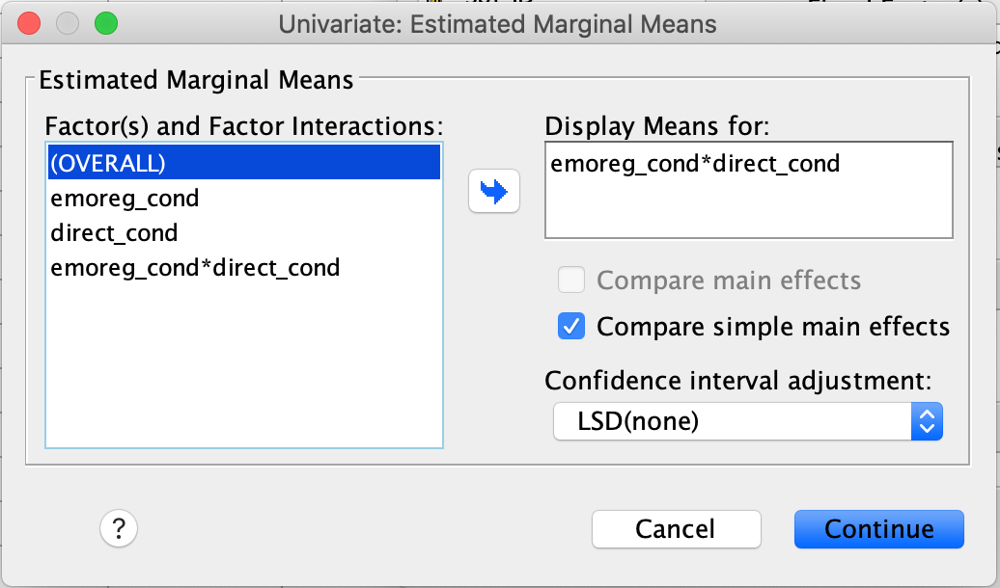 Univariate: Estimated Marginal Means
Estimated Marginal Means
Factor(s) and Factor Interactions:
(OVERALL)
emoreg_cond
direct_cond
emoreg_cond*direct_cond
Display Means for:
emoreg_cond*direct_cond
Compare main effects
Compare simple main effects
Confidence interval adjustment:
LSD(none)
?
Cancel
Continue